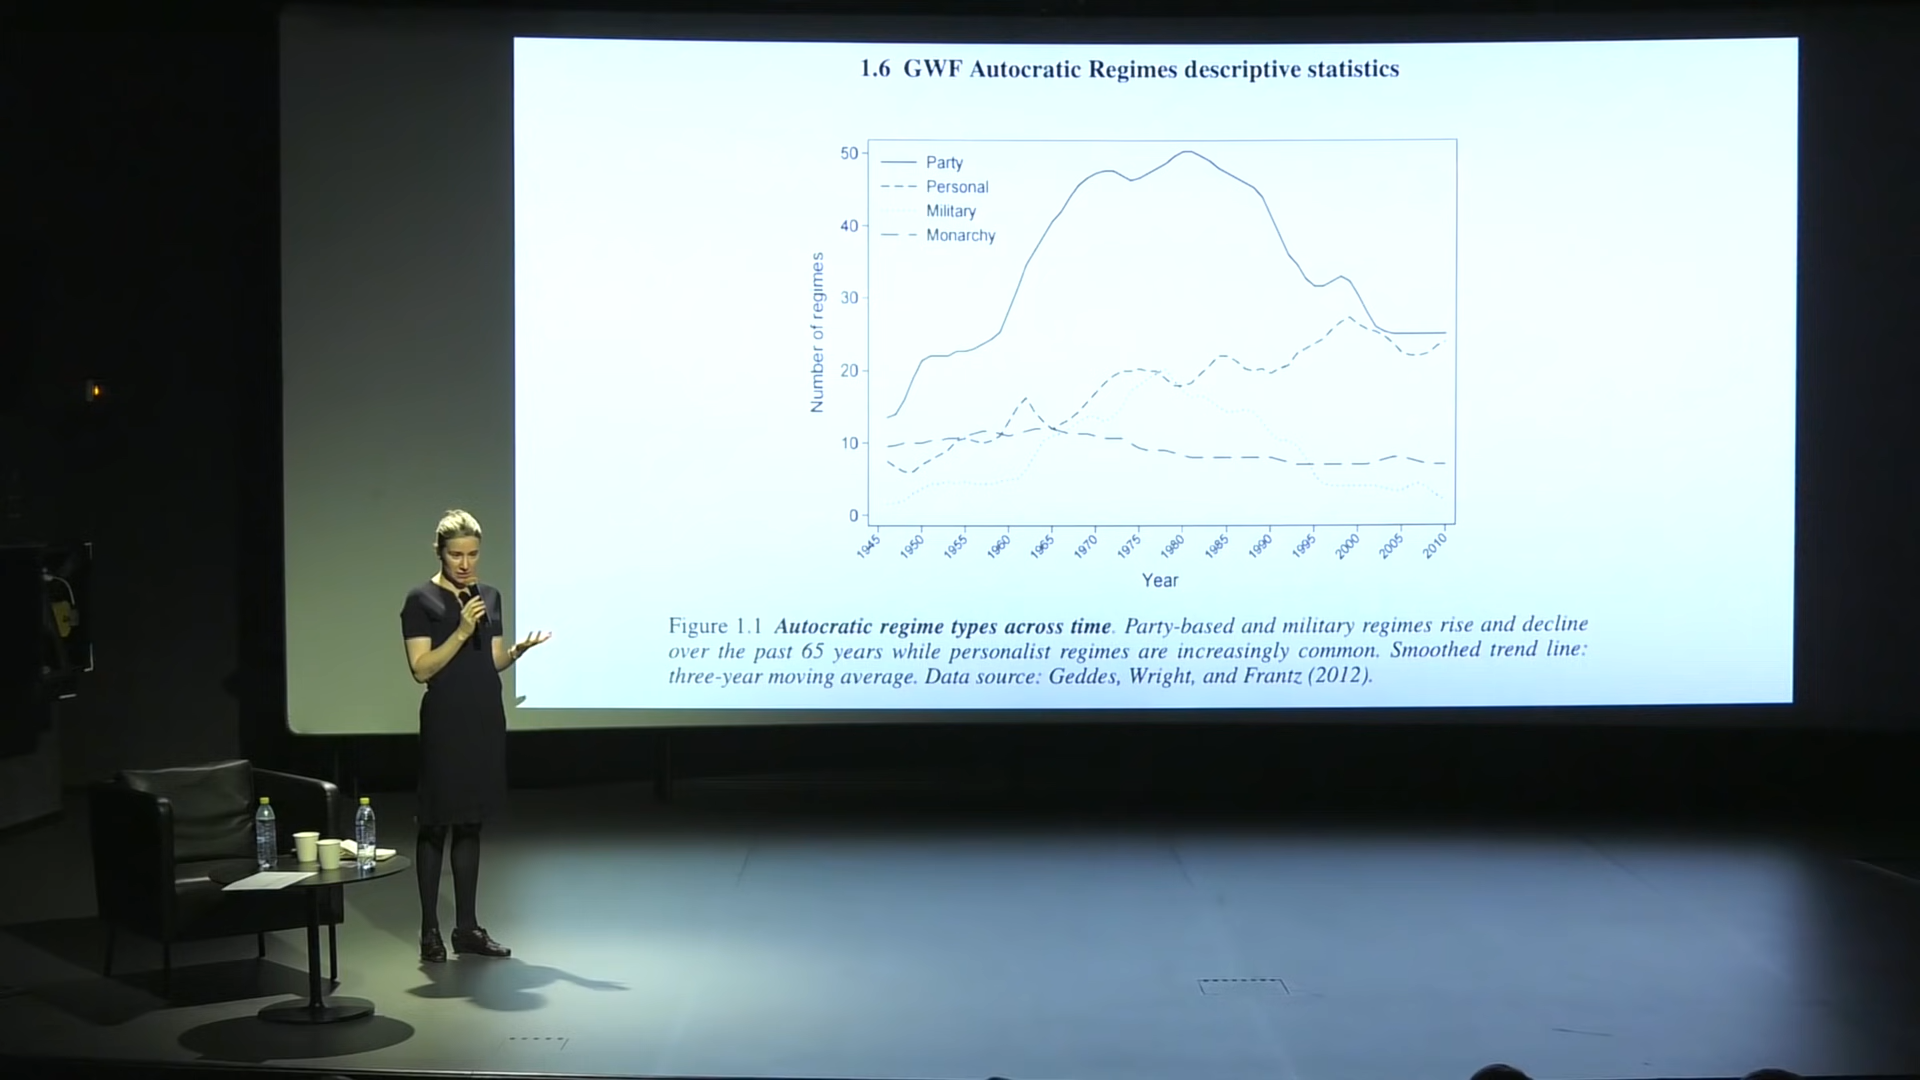 1.6 GWF Autocratic Regimes descriptive statistics
50
40
30
20
10
0
Number of regimes
Party
Personal
Military
Monarchy
1945 1950 1955 1960 1965 1970 1975 1980 1985 1990 1995 2000 2005 2010
Year
Figure 1.1 Autocratic regime types across time. Party-based and military regimes rise and decline
over the past 65 years while personalist regimes are increasingly common. Smoothed trend line:
three-year moving average. Data source: Geddes, Wright, and Frantz (2012).